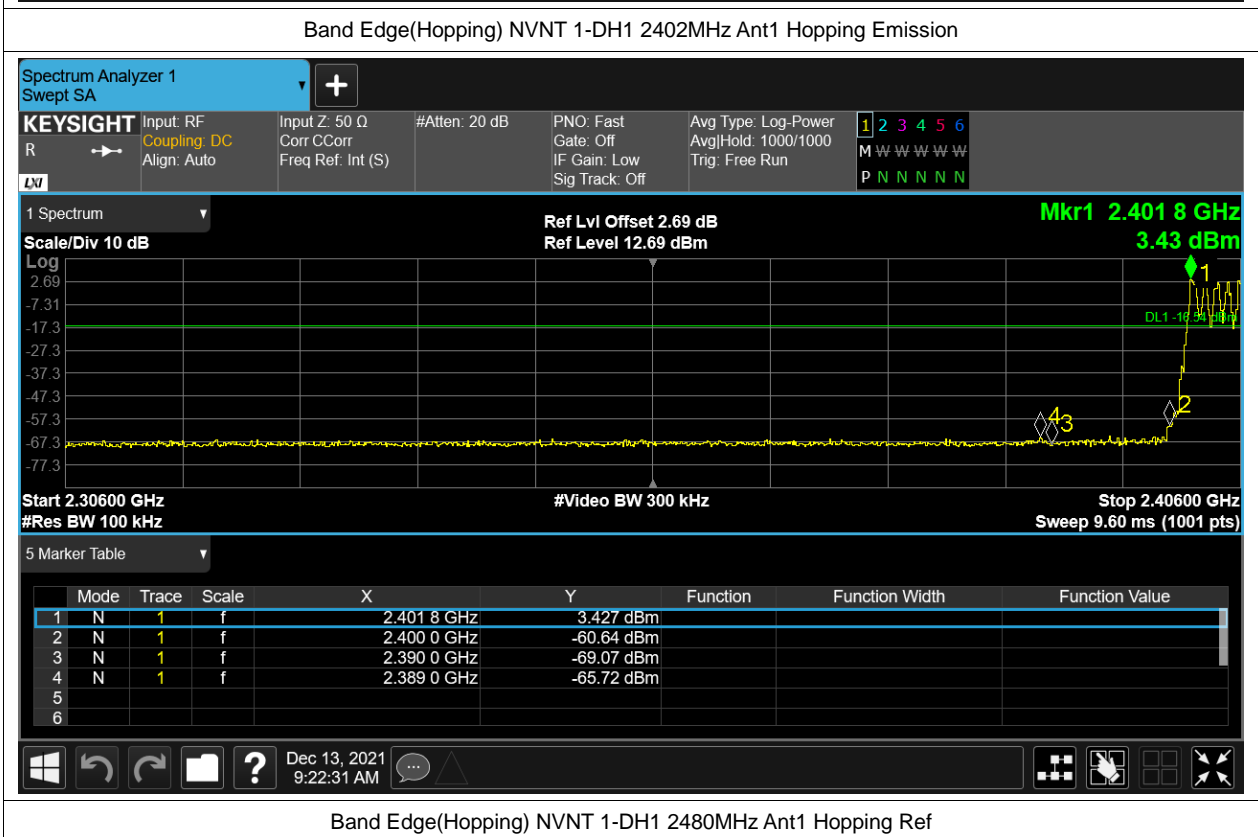 Band Edge(Hopping) NVNT 1-DH1 2402MHz Ant1 Hopping Emission
Spectrum Analyzer 1
Swept SA
+
KEYSIGHT
R
LXI
Input: RF
Coupling: DC
Align: Auto
Input Z: 50 Ω
Corr CCorr
Freq Ref: Int (S)
#Atten: 20 dB
PNO: Fast
Gate: Off
IF Gain: Low
Sig Track: Off
Avg Type: Log-Power
Avg|Hold: 1000/1000
Trig: Free Run
1 2 3 4 5 6
M W W W W W
P N N N N N
1 Spectrum
Scale/Div 10 dB
Ref Lvl Offset 2.69 dB
Ref Level 12.69 dBm
Mkr1 2.401 8 GHz
3.43 dBm
Log
2.69
-7.31
-17.3
-27.3
-37.3
-47.3
-57.3
-67.3
-77.3
1
DL1 -16.54 dBm
2
4 3
Start 2.30600 GHz
#Res BW 100 kHz
#Video BW 300 kHz
Stop 2.40600 GHz
Sweep 9.60 ms (1001 pts)
5 Marker Table
Mode Trace Scale X Y Function Function Width Function Value
1 N 1 f 2.401 8 GHz 3.427 dBm
2 N 1 f 2.400 0 GHz -60.64 dBm
3 N 1 f 2.390 0 GHz -69.07 dBm
4 N 1 f 2.389 0 GHz -65.72 dBm
5
6
?
Dec 13, 2021
9:22:31 AM
Band Edge(Hopping) NVNT 1-DH1 2480MHz Ant1 Hopping Ref